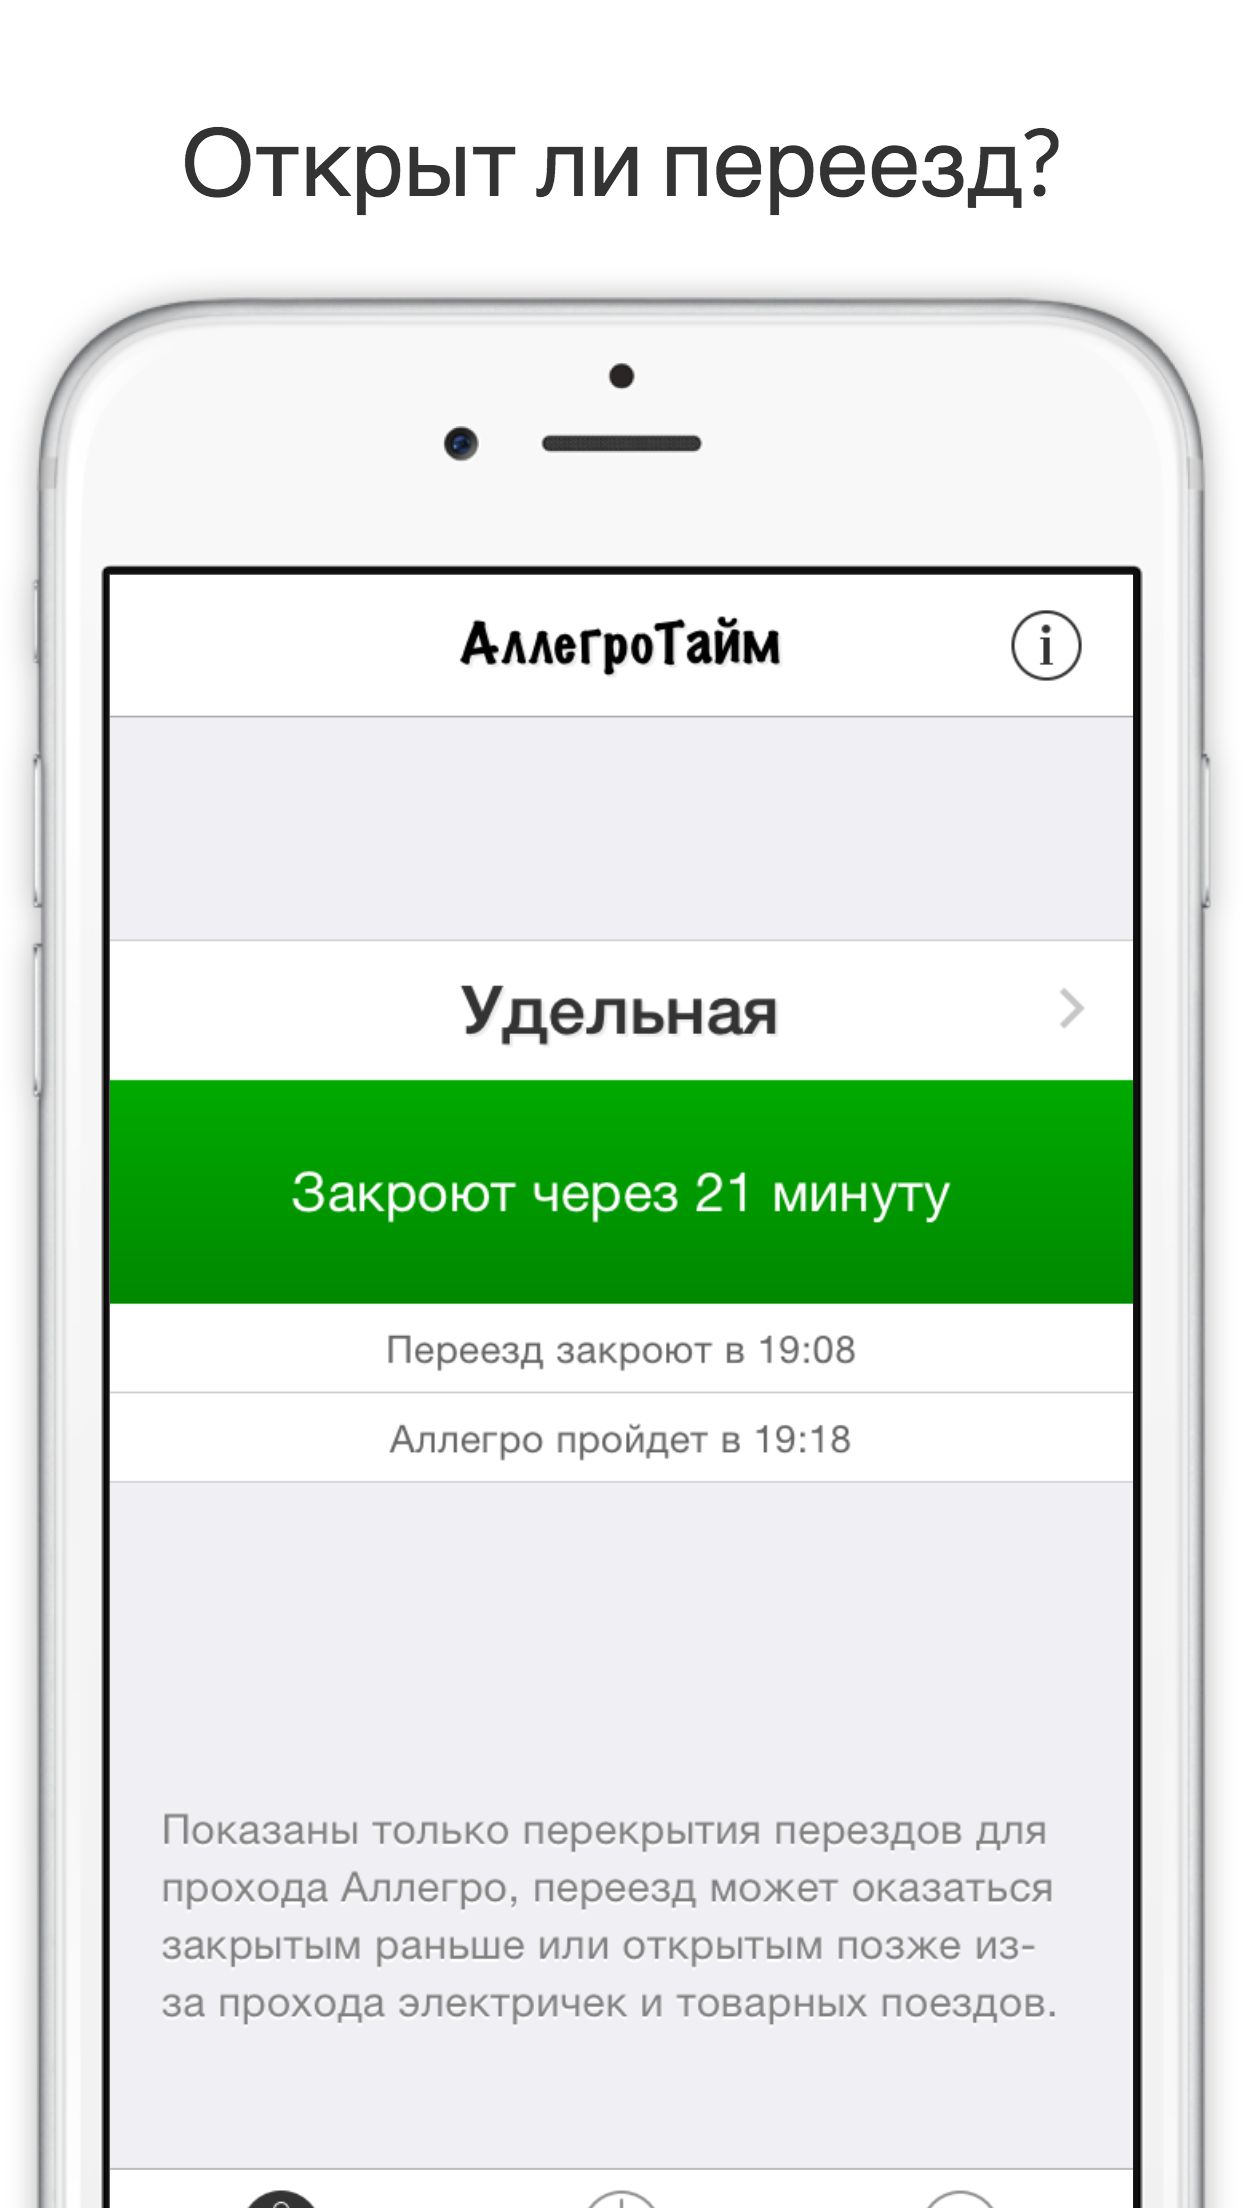 Открыт ли переезд?
АллегроТайм
i
Удельная
Закроют через 21 минуту
Переезд закроют в 19:08
Аллегро пройдет в 19:18
Показаны только перекрытия перездов для
прохода Аллегро, переезд может оказаться
закрытым раньше или открытым позже из-
за прохода электричек и товарных поездов.